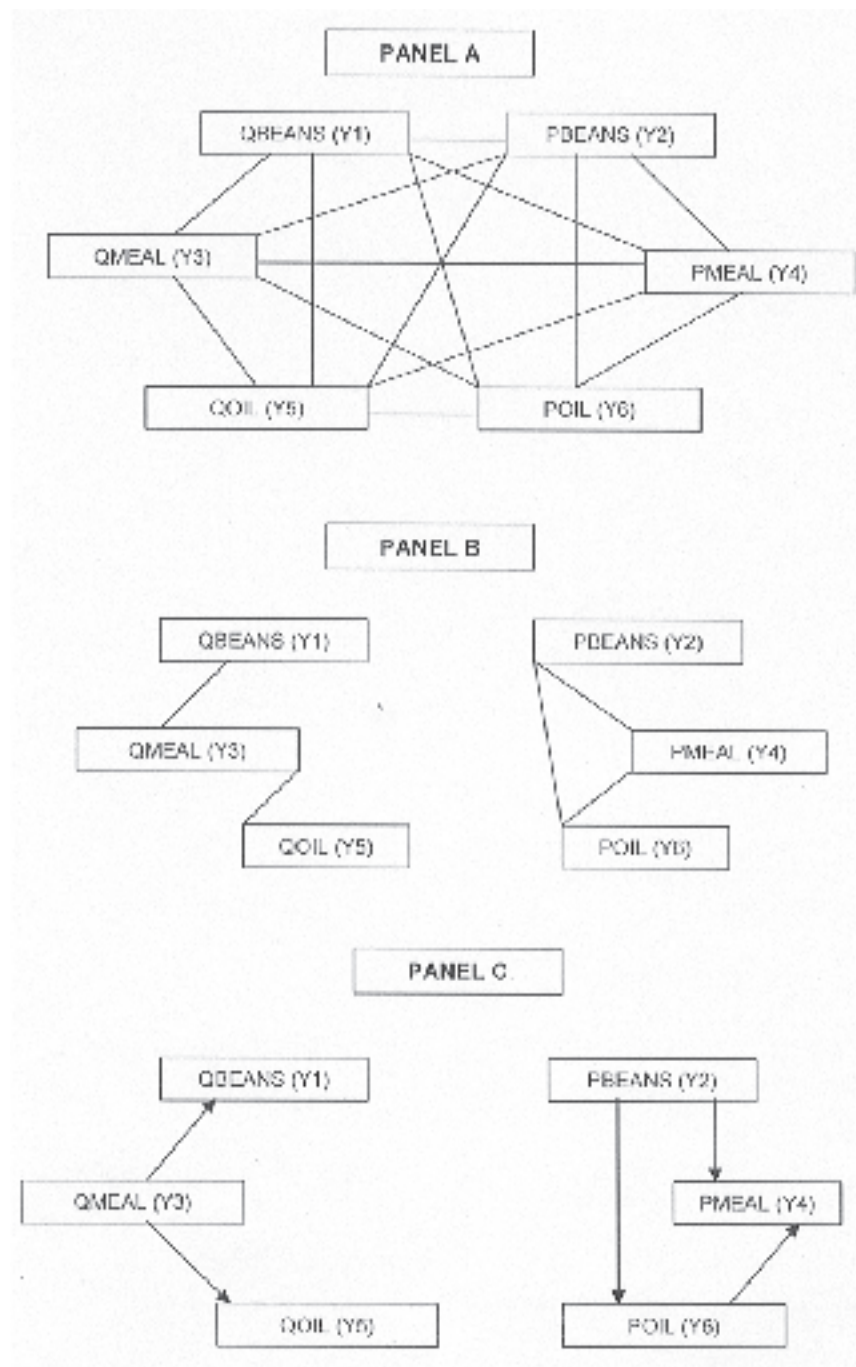 PANEL A
QBEANS (Y1) PBEANS (Y2)
QMEAL (Y3) PMEAL (Y4)
QOIL (Y5) POIL (Y6)
PANEL B
QBEANS (Y1) PBEANS (Y2)
QMEAL (Y3) PMEAL (Y4)
QOIL (Y5) POIL (Y6)
PANEL C
QBEANS (Y1) PBEANS (Y2)
QMEAL (Y3) PMEAL (Y4)
QOIL (Y5) POIL (Y6)